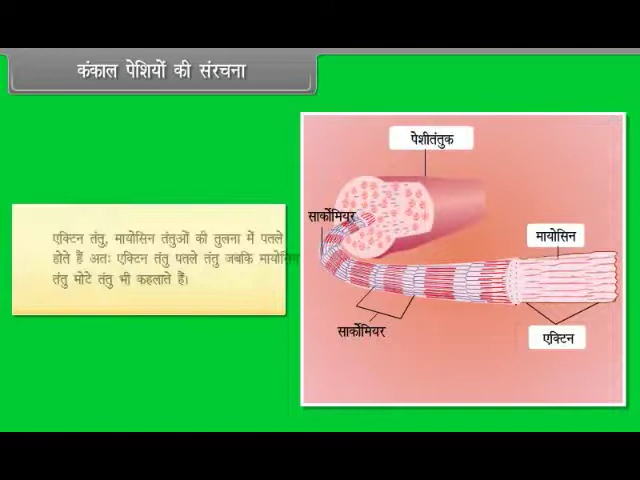 कंकाल पेशियों की संरचना
पेशीतंतुक
सार्कोमियर
एक्टिन तंतु, मायोसिन तंतुओं की तुलना में पतले
होते हैं अतः एक्टिन तंतु पतले तंतु जबकि मायोसिन
तंतु मोटे तंतु भी कहलाते हैं।
मायोसिन
सार्कोमियर
एक्टिन